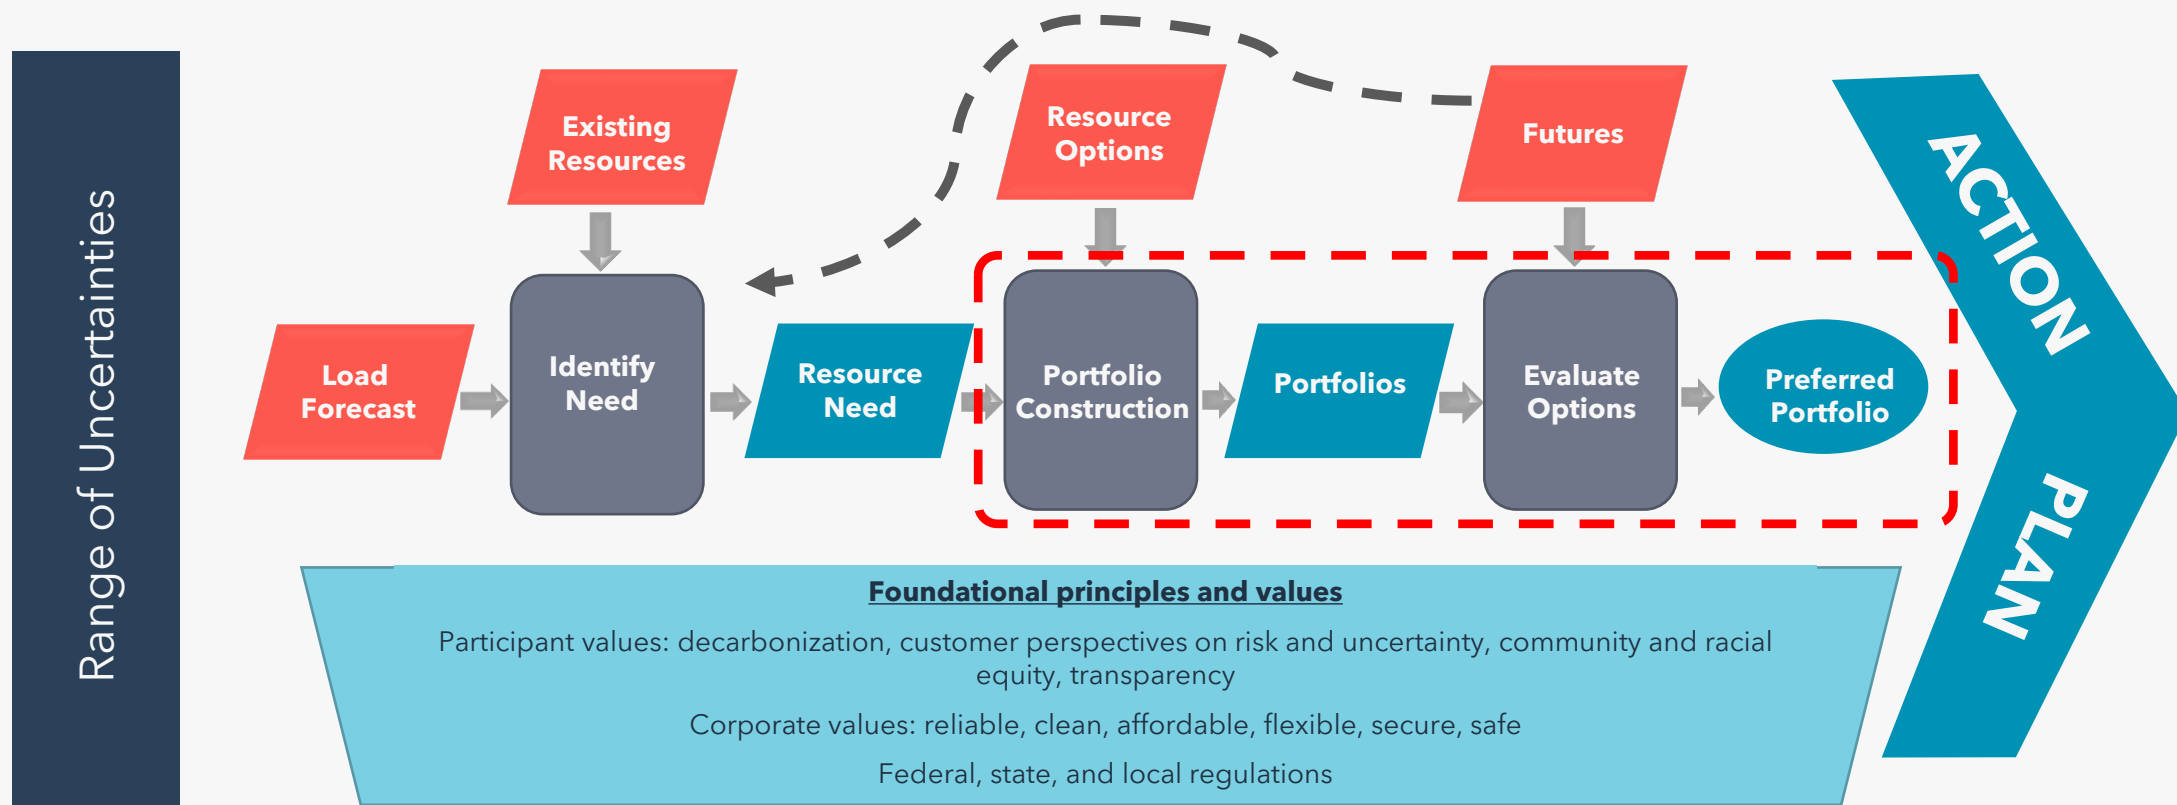 Range of Uncertainties
Existing
Resources
Resource
Options
Futures
Load
Forecast
Identify
Need
Resource
Need
Portfolio
Construction
Portfolios
Evaluate
Options
Preferred
Portfolio
ACTION
PLAN
Foundational principles and values
Participant values: decarbonization, customer perspectives on risk and uncertainty, community and racial
equity, transparency
Corporate values: reliable, clean, affordable, flexible, secure, safe
Federal, state, and local regulations